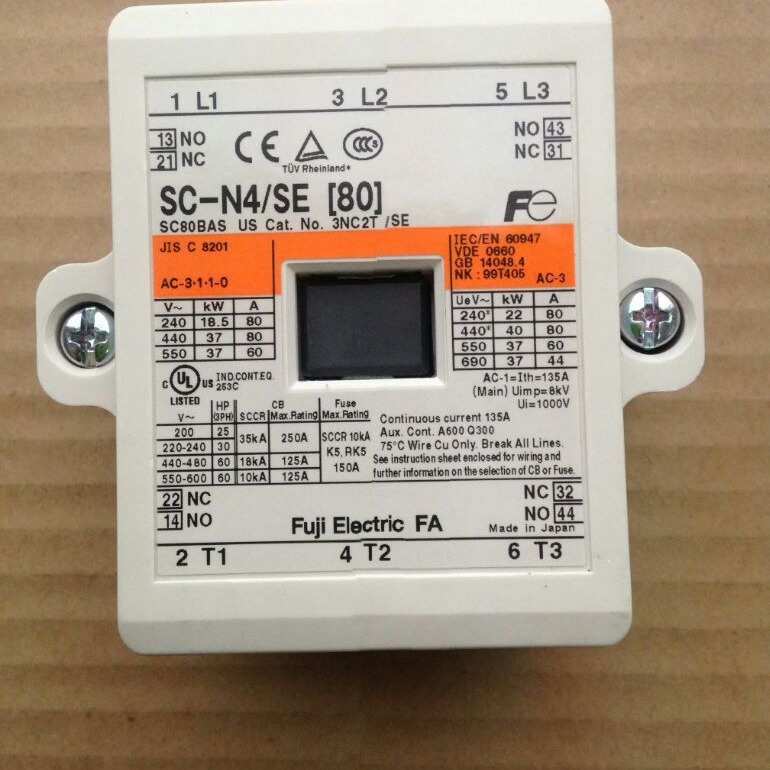 1 L1 3 L2 5 L3
13 NO NO 43
21 NC NC 31
CE TÜV Rheinland CCC S
SC-N4/SE [80] Fe
SC80BAS US Cat. No. 3NC2T /SE
JIS C 8201
AC-3·1·1-0
IEC/EN 60947
VDE 0660
GB 14048.4
NK : 99T405 AC-3
V~ kW A
240 18.5 80
440 37 80
550 37 60
Ue V~ kW A
240* 22 80
440* 40 80
550 37 60
690 37 44
C UL US LISTED
IND.CONT.EQ.
253C
AC-1=Ith=135A
(Main) Uimp=8kV
Ui=1000V
V~ HP (3PH) SCCR CB Max.Rating Fuse Max.Rating
200 25 35kA 250A
220-240 30
440-480 60 18kA 125A
550-600 60 10kA 125A
SCCR 10kA
K5, RK5
150A
Continuous current 135A
Aux. Cont. A600 Q300
75°C Wire Cu Only. Break All Lines.
See instruction sheet enclosed for wiring and
further information on the selection of CB or Fuse.
22 NC NC 32
14 NO NO 44
Fuji Electric FA Made in Japan
2 T1 4 T2 6 T3